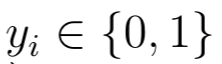 y_i ∈ {0, 1}